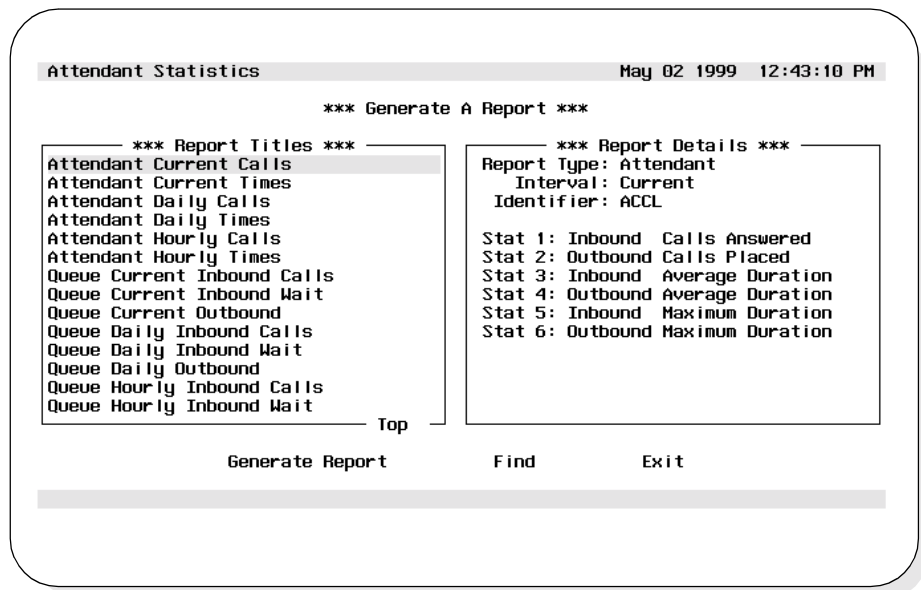 Attendant Statistics May 02 1999 12:43:10 PM
*** Generate A Report ***
*** Report Titles ***
Attendant Current Calls
Attendant Current Times
Attendant Daily Calls
Attendant Daily Times
Attendant Hourly Calls
Attendant Hourly Times
Queue Current Inbound Calls
Queue Current Inbound Wait
Queue Current Outbound
Queue Daily Inbound Calls
Queue Daily Inbound Wait
Queue Daily Outbound
Queue Hourly Inbound Calls
Queue Hourly Inbound Wait
Top
*** Report Details ***
Report Type: Attendant
Interval: Current
Identifier: ACCL
Stat 1: Inbound Calls Answered
Stat 2: Outbound Calls Placed
Stat 3: Inbound Average Duration
Stat 4: Outbound Average Duration
Stat 5: Inbound Maximum Duration
Stat 6: Outbound Maximum Duration
Generate Report Find Exit